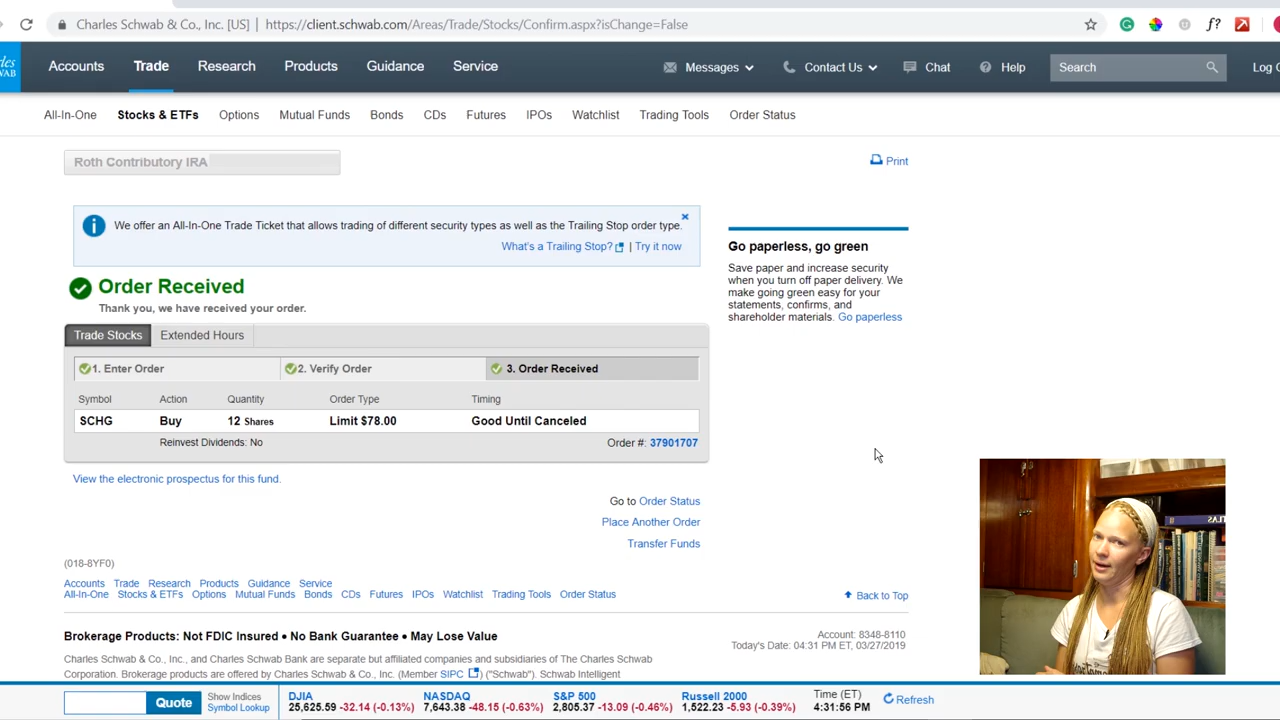 Charles Schwab & Co., Inc. [US] | https://client.schwab.com/Areas/Trade/Stocks/Confirm.aspx?isChange=False
f?
SCHWAB
Accounts Trade Research Products Guidance Service Messages Contact Us Chat Help Search Log
All-In-One Stocks & ETFs Options Mutual Funds Bonds CDs Futures IPOs Watchlist Trading Tools Order Status
Roth Contributory IRA
Print
We offer an All-In-One Trade Ticket that allows trading of different security types as well as the Trailing Stop order type.
What's a Trailing Stop? | Try it now
Order Received
Thank you, we have received your order.
Trade Stocks Extended Hours
1. Enter Order 2. Verify Order 3. Order Received
Symbol Action Quantity Order Type Timing
SCHG Buy 12 Shares Limit $78.00 Good Until Canceled
Reinvest Dividends: No Order #: 37901707
View the electronic prospectus for this fund.
Go to Order Status
Place Another Order
Transfer Funds
Go paperless, go green
Save paper and increase security
when you turn off paper delivery. We
make going green easy for your
statements, confirms, and
shareholder materials. Go paperless
(018-8YF0)
Accounts Trade Research Products Guidance Service
All-In-One Stocks & ETFs Options Mutual Funds Bonds CDs Futures IPOs Watchlist Trading Tools Order Status
Back to Top
Brokerage Products: Not FDIC Insured • No Bank Guarantee • May Lose Value
Account: 8348-8110
Today's Date: 04:31 PM ET, 03/27/2019
Charles Schwab & Co., Inc. and Charles Schwab Bank are separate but affiliated companies and subsidiaries of The Charles Schwab
Corporation. Brokerage products are offered by Charles Schwab & Co., Inc. (Member SIPC) ("Schwab"). Schwab Intelligent
ATLAS
Quote
Show Indices
Symbol Lookup
DJIA
25,625.59 -32.14 (-0.13%)
NASDAQ
7,643.38 -48.15 (-0.63%)
S&P 500
2,805.37 -13.09 (-0.46%)
Russell 2000
1,522.23 -5.93 (-0.39%)
Time (ET)
4:31:56 PM
Refresh